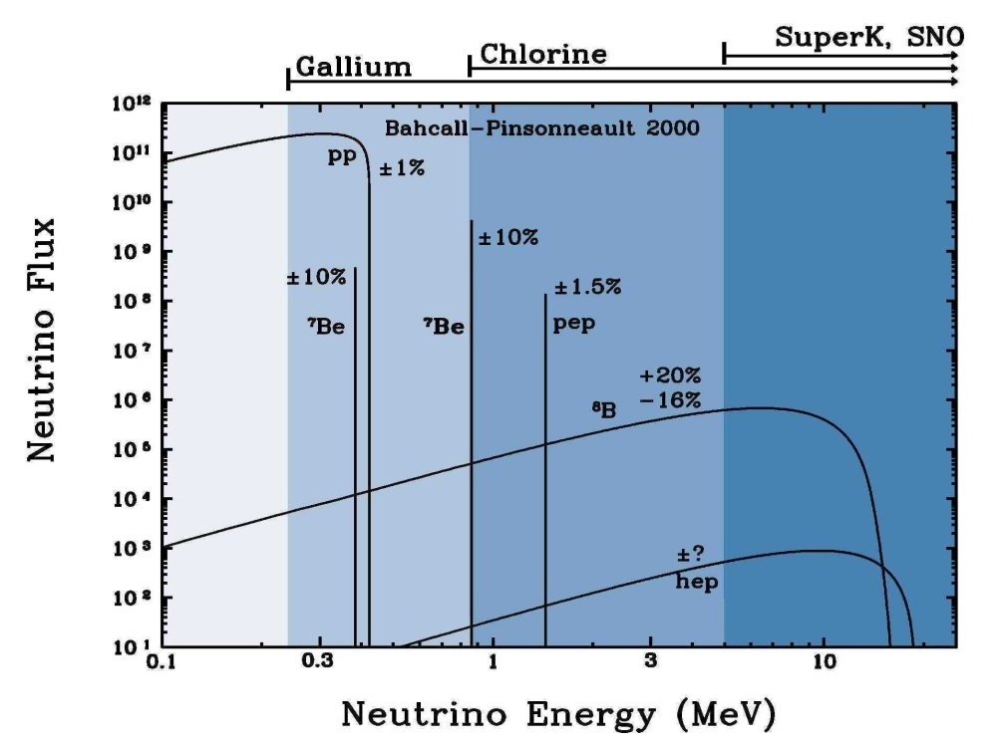 SuperK, SNO
Chlorine
Gallium
Bahcall-Pinsonneault 2000
pp
±1%
±10%
±10%
±1.5%
⁷Be
⁷Be
pep
+20%
-16%
⁸B
±?
hep
10¹²
10¹¹
10¹⁰
10⁹
10⁸
10⁷
10⁶
10⁵
10⁴
10³
10²
10¹
0.1
0.3
1
3
10
Neutrino Flux
Neutrino Energy (MeV)